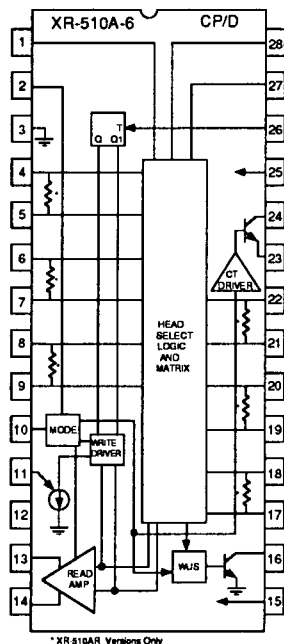 XR-510A-6 CP/D
1 28
2 27
3 Q T Q1 26
4 25
5 24
6 23
CT DRIVER
7 22
HEAD SELECT LOGIC AND MATRIX
8 21
9 20
10 MODE 19
WRITE DRIVER
11 18
12 17
13 READ AMP WUS 16
14 15
* XR-510AR Versions Only